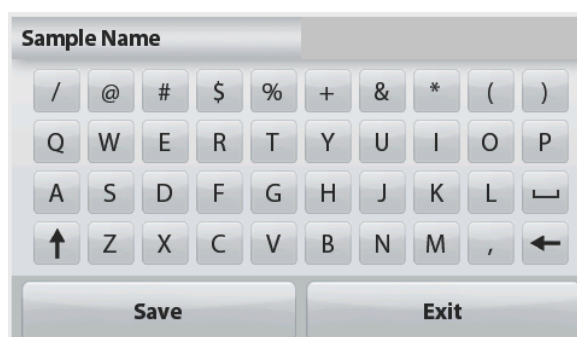 Sample Name
/ @ # $ % + & * ( )
Q W E R T Y U I O P
A S D F G H J K L
Z X C V B N M ,
Save Exit